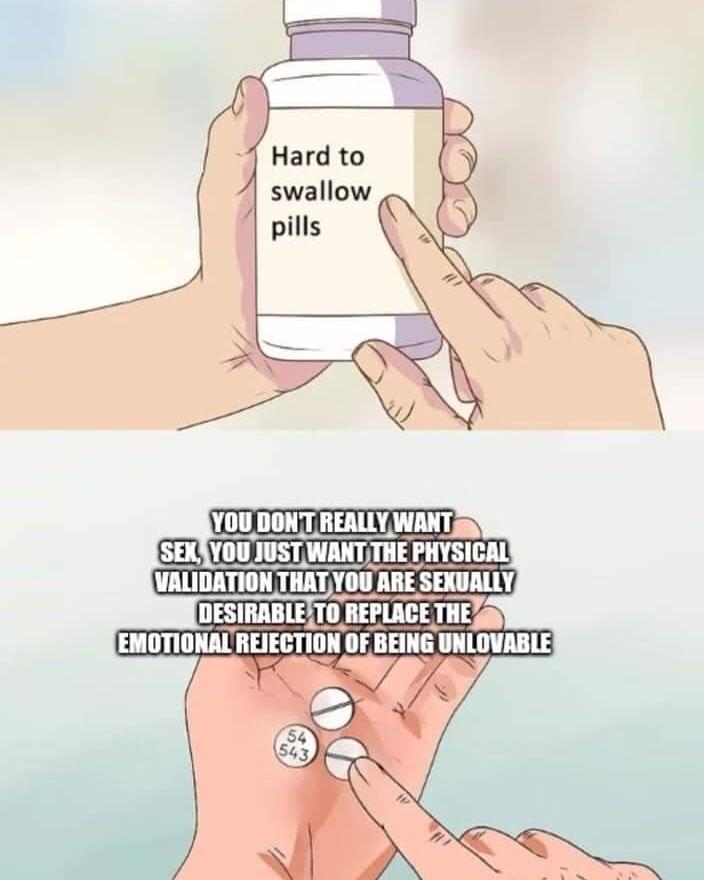 Hard to
swallow
pills
YOU DON'T REALLY WANT
SEX, YOU JUST WANT THE PHYSICAL
VALIDATION THAT YOU ARE SEXUALLY
DESIRABLE TO REPLACE THE
EMOTIONAL REJECTION OF BEING UNLOVABLE
54
543